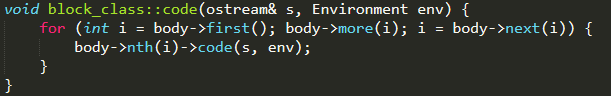 void block_class::code(ostream& s, Environment env) {
    for (int i = body->first(); body->more(i); i = body->next(i)) {
        body->nth(i)->code(s, env);
    }
}